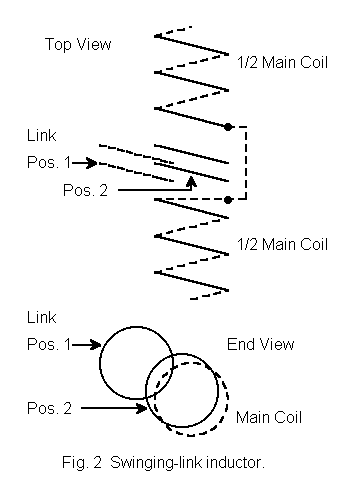 Top View
1/2 Main Coil
Link
Pos. 1
Pos. 2
1/2 Main Coil
Link
Pos. 1
End View
Pos. 2
Main Coil
Fig. 2 Swinging-link inductor.